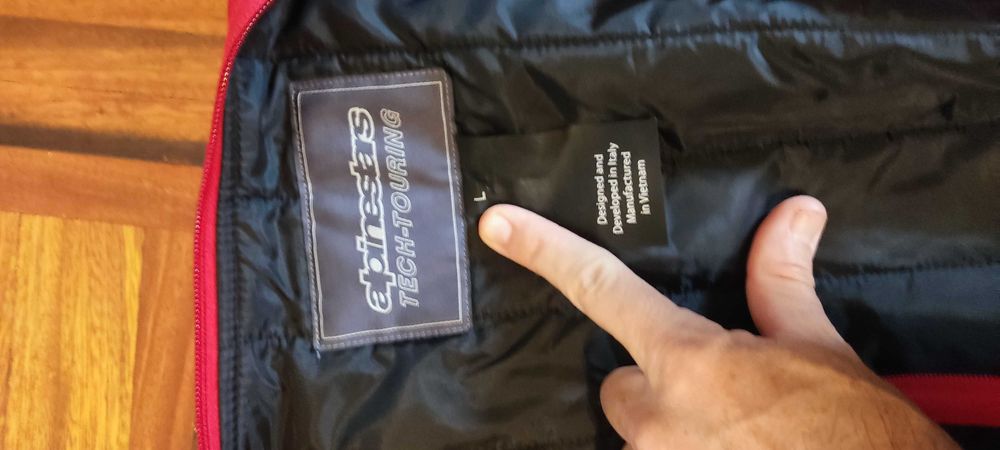 alpinestars
TECH-TOURING
L
Designed and
Developed in Italy
Manufactured
in Vietnam